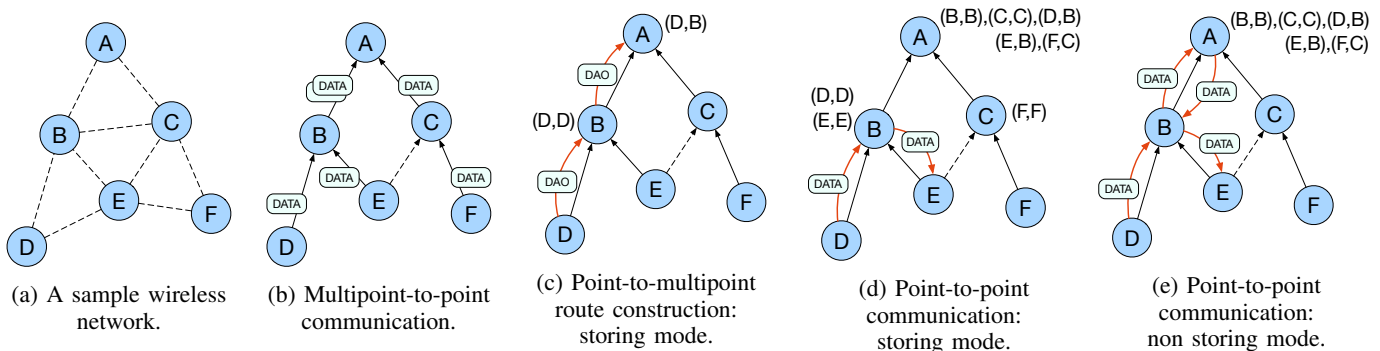 A
B
C
E
F
D
(a) A sample wireless
network.
A
DATA
DATA
B
C
DATA
DATA
DATA
E
F
D
(b) Multipoint-to-point
communication.
A
(D,B)
DAO
(D,D)
B
C
DAO
E
F
D
(c) Point-to-multipoint
route construction:
storing mode.
(B,B),(C,C),(D,B)
(E,B),(F,C)
A
(D,D)
(E,E)
B
C
(F,F)
DATA
DATA
E
F
D
(d) Point-to-point
communication:
storing mode.
(B,B),(C,C),(D,B)
(E,B),(F,C)
A
DATA
DATA
B
C
DATA
DATA
E
F
D
(e) Point-to-point
communication:
non storing mode.